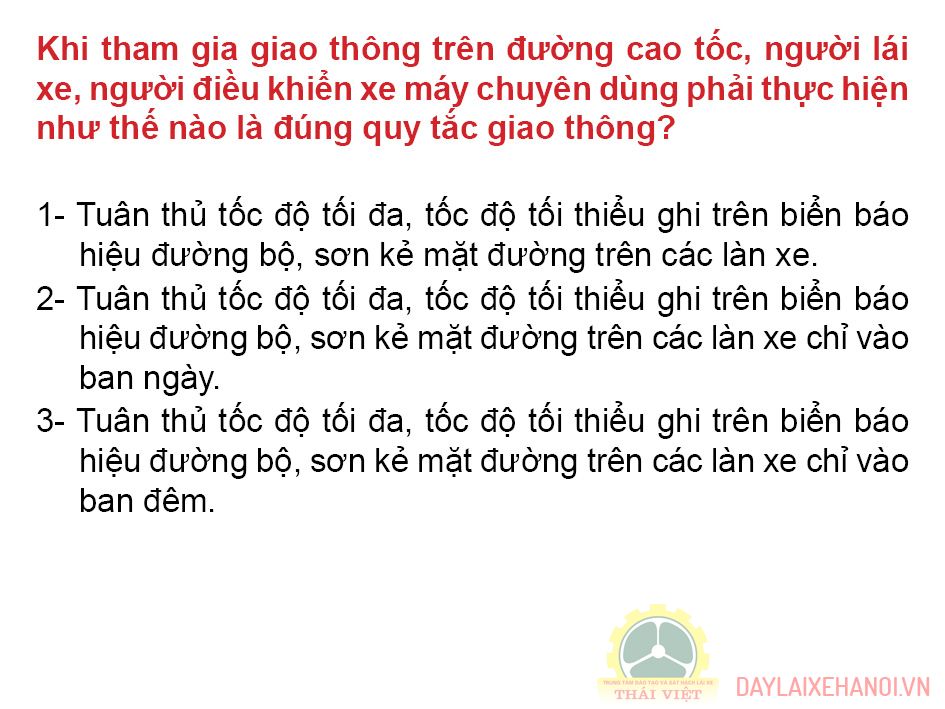 Khi tham gia giao thông trên đường cao tốc, người lái
xe, người điều khiển xe máy chuyên dùng phải thực hiện
như thế nào là đúng quy tắc giao thông?
1- Tuân thủ tốc độ tối đa, tốc độ tối thiểu ghi trên biển báo
hiệu đường bộ, sơn kẻ mặt đường trên các làn xe.
2- Tuân thủ tốc độ tối đa, tốc độ tối thiểu ghi trên biển báo
hiệu đường bộ, sơn kẻ mặt đường trên các làn xe chỉ vào
ban ngày.
3- Tuân thủ tốc độ tối đa, tốc độ tối thiểu ghi trên biển báo
hiệu đường bộ, sơn kẻ mặt đường trên các làn xe chỉ vào
ban đêm.
TRUNG TÂM ĐÀO TẠO VÀ SÁT HẠCH LÁI XE
THÁI VIỆT
DAYLAIXEHANOI.VN